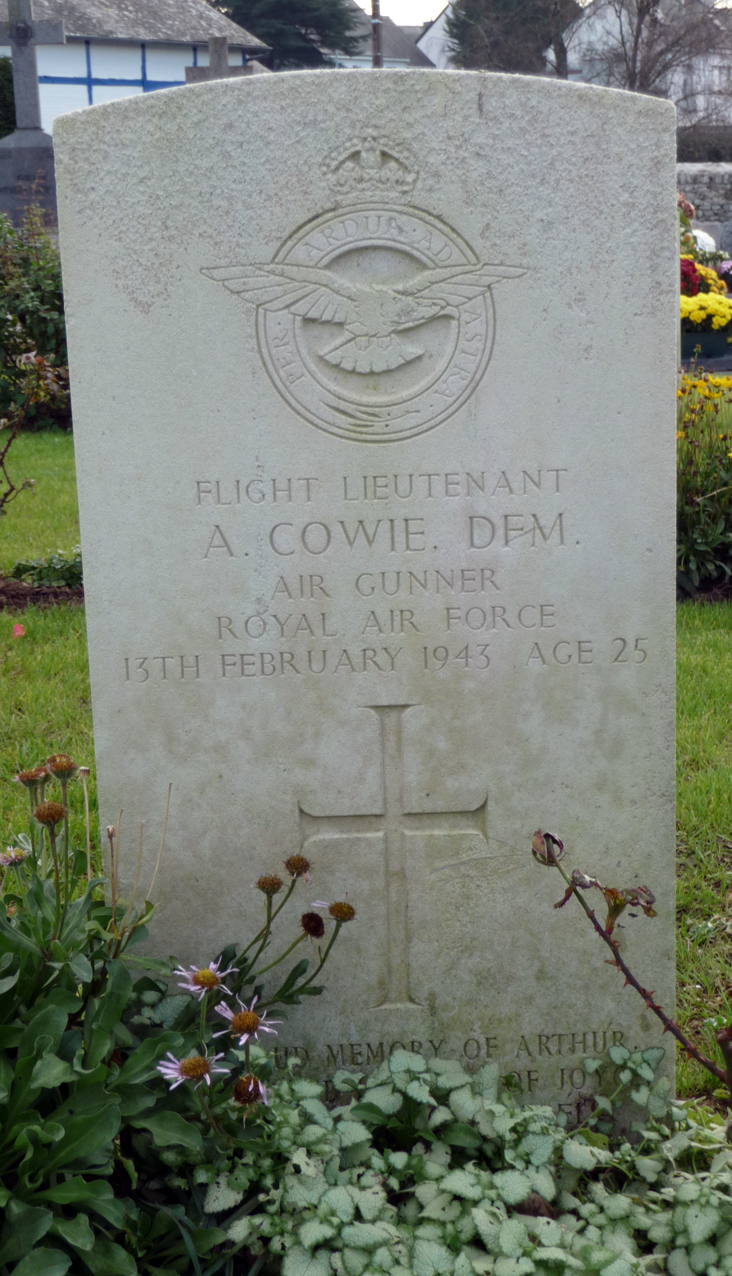 PER · ARDUA · AD ASTRA
FLIGHT LIEUTENANT
A. COWIE. DFM.
AIR GUNNER
ROYAL AIR FORCE
13TH FEBRUARY 1943 AGE 25
MEMORY OF ARTHUR.
OF JOYCE